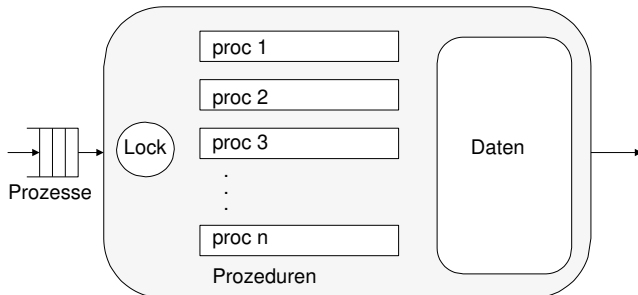 proc 1
proc 2
Lock
proc 3
Daten
Prozesse
.
.
.
proc n
Prozeduren